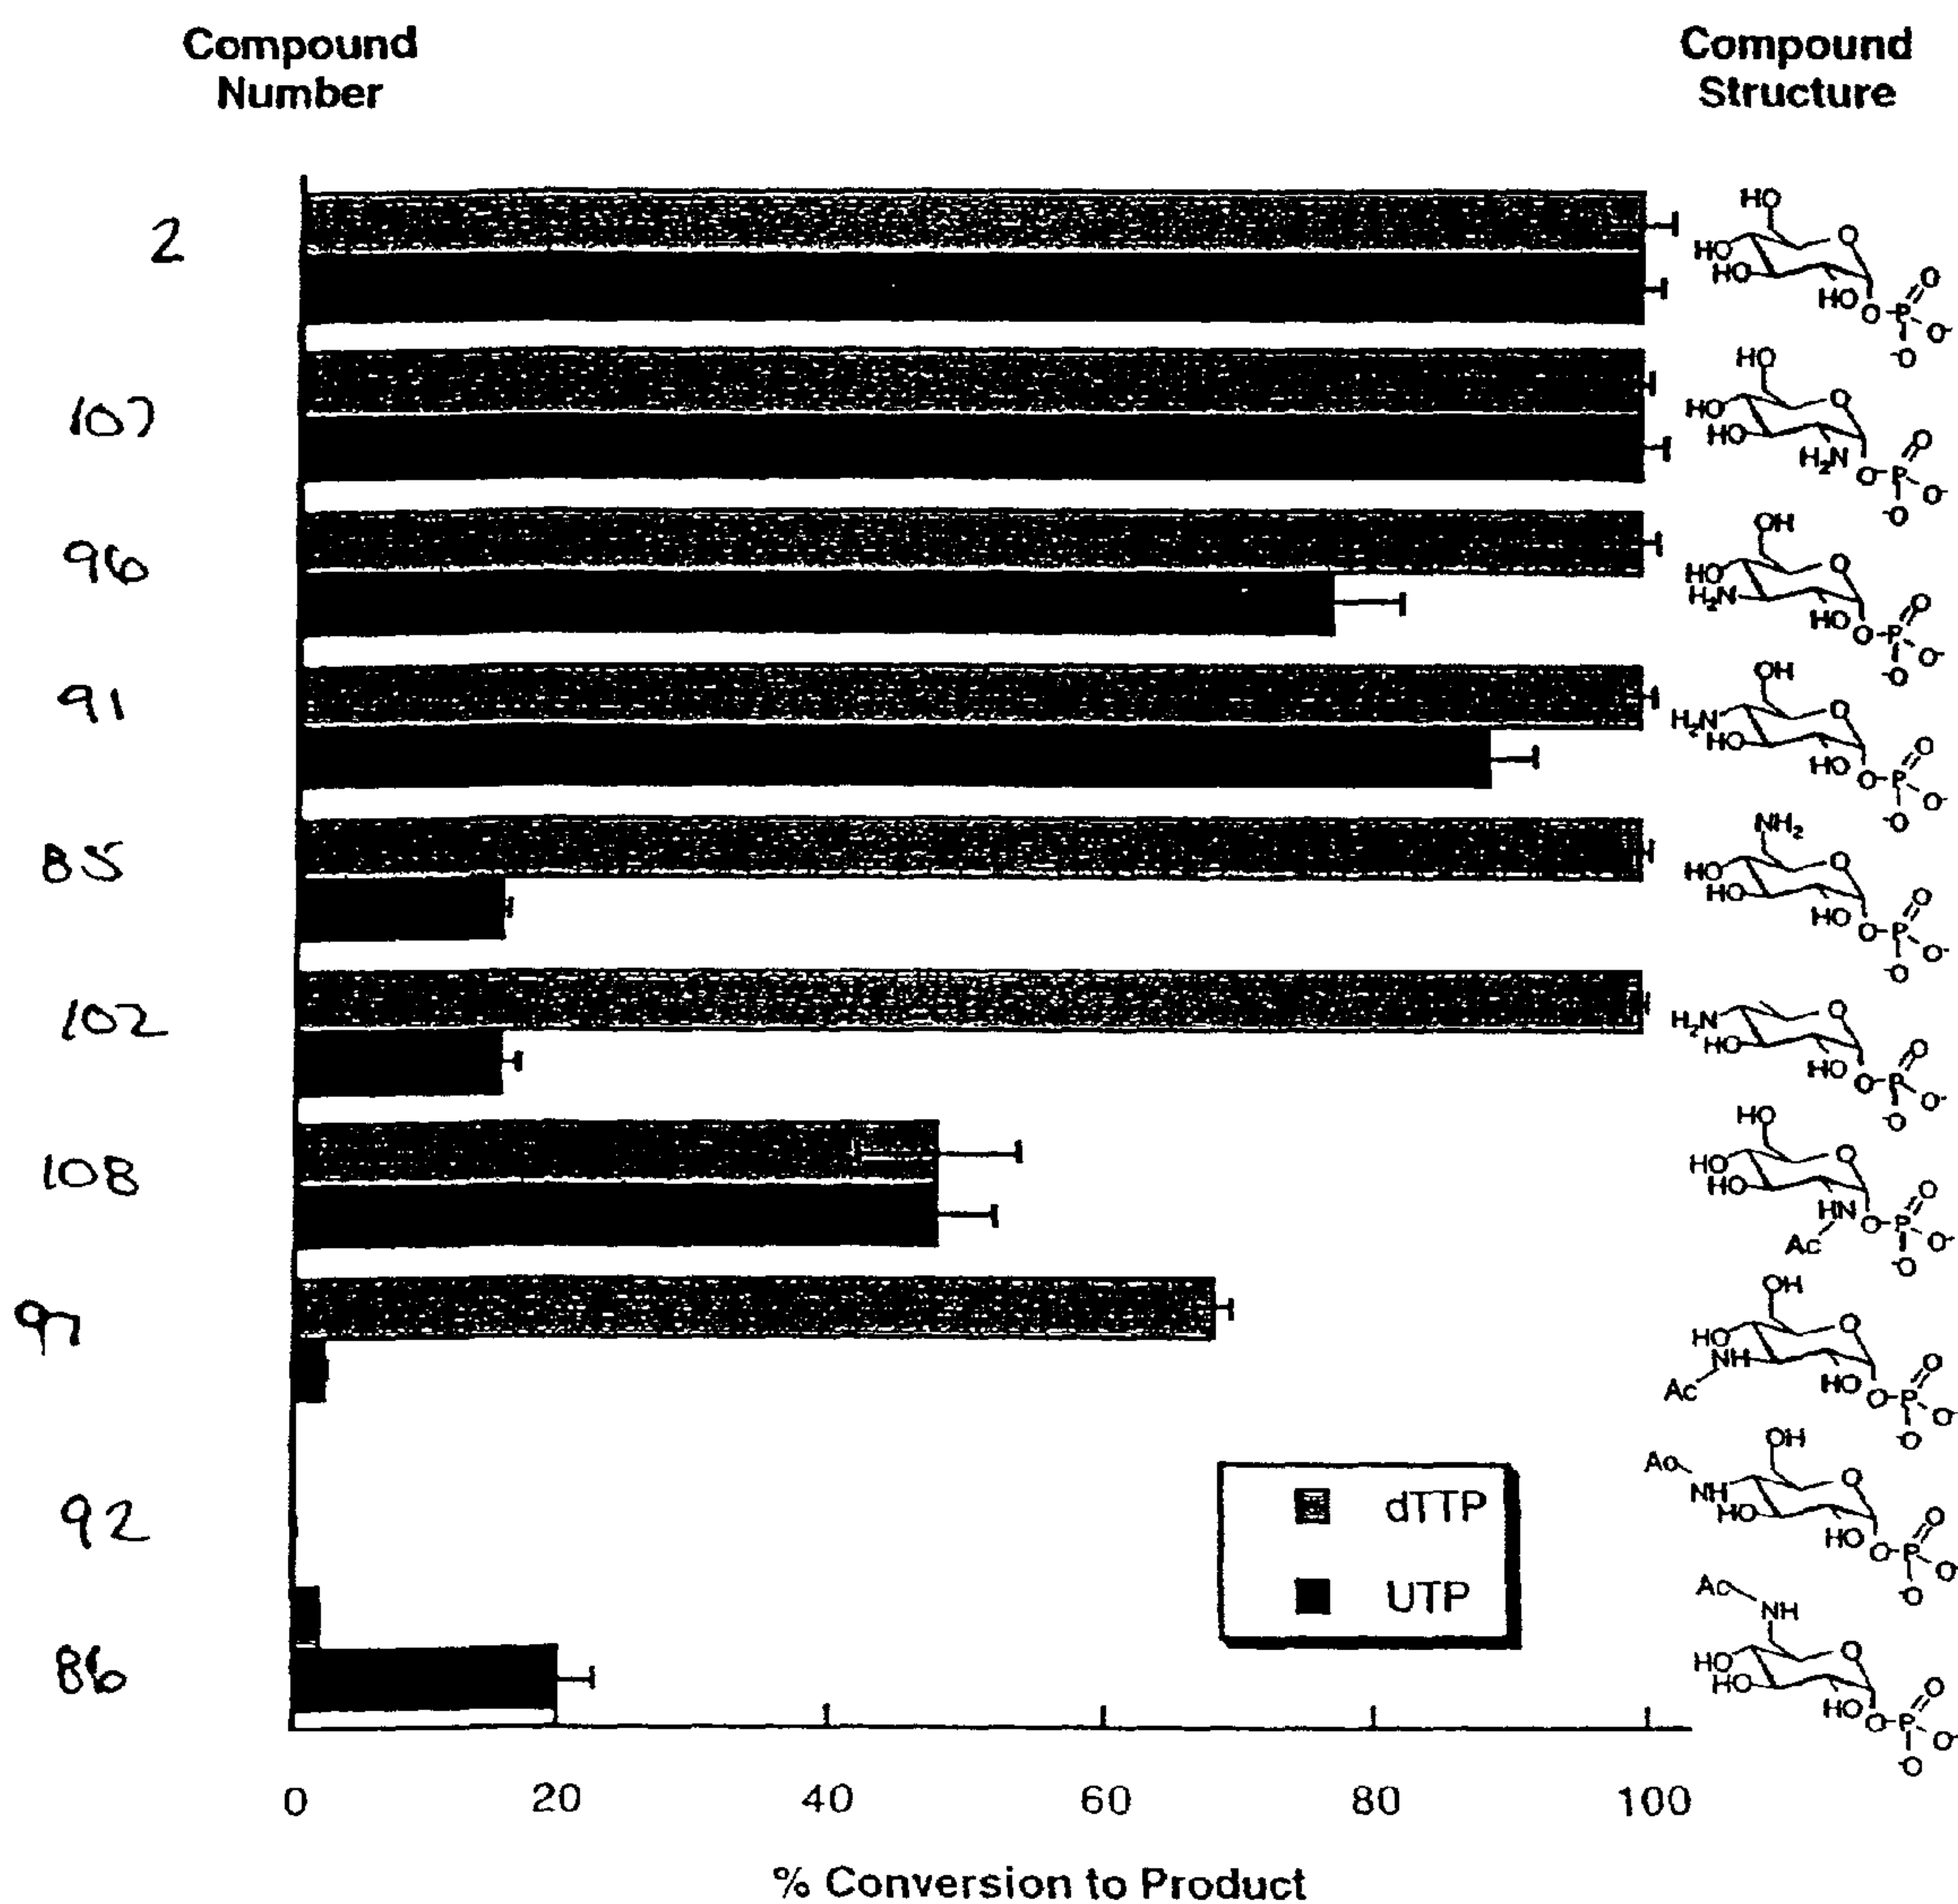 Compound
Number
Compound
Structure
2
HO
O
HO
HO
HO
O-P
O
O-
-O
107
HO
O
HO
HO
H2N
O-P
O
O-
-O
96
OH
O
HO
H2N
HO
O-P
O
O-
-O
91
OH
O
H2N
HO
HO
O-P
O
O-
-O
85
NH2
O
HO
HO
HO
O-P
O
O-
-O
102
O
H2N
HO
HO
O-P
O
O-
-O
108
HO
O
HO
HO
HN
Ac
O-P
O
O-
-O
97
OH
O
HO
NH
Ac
HO
O-P
O
O-
-O
92
OH
Ac
O
NH
HO
HO
O-P
O
O-
-O
86
Ac
NH
O
HO
HO
HO
O-P
O
O-
-O
dTTP
UTP
0 20 40 60 80 100
% Conversion to Product